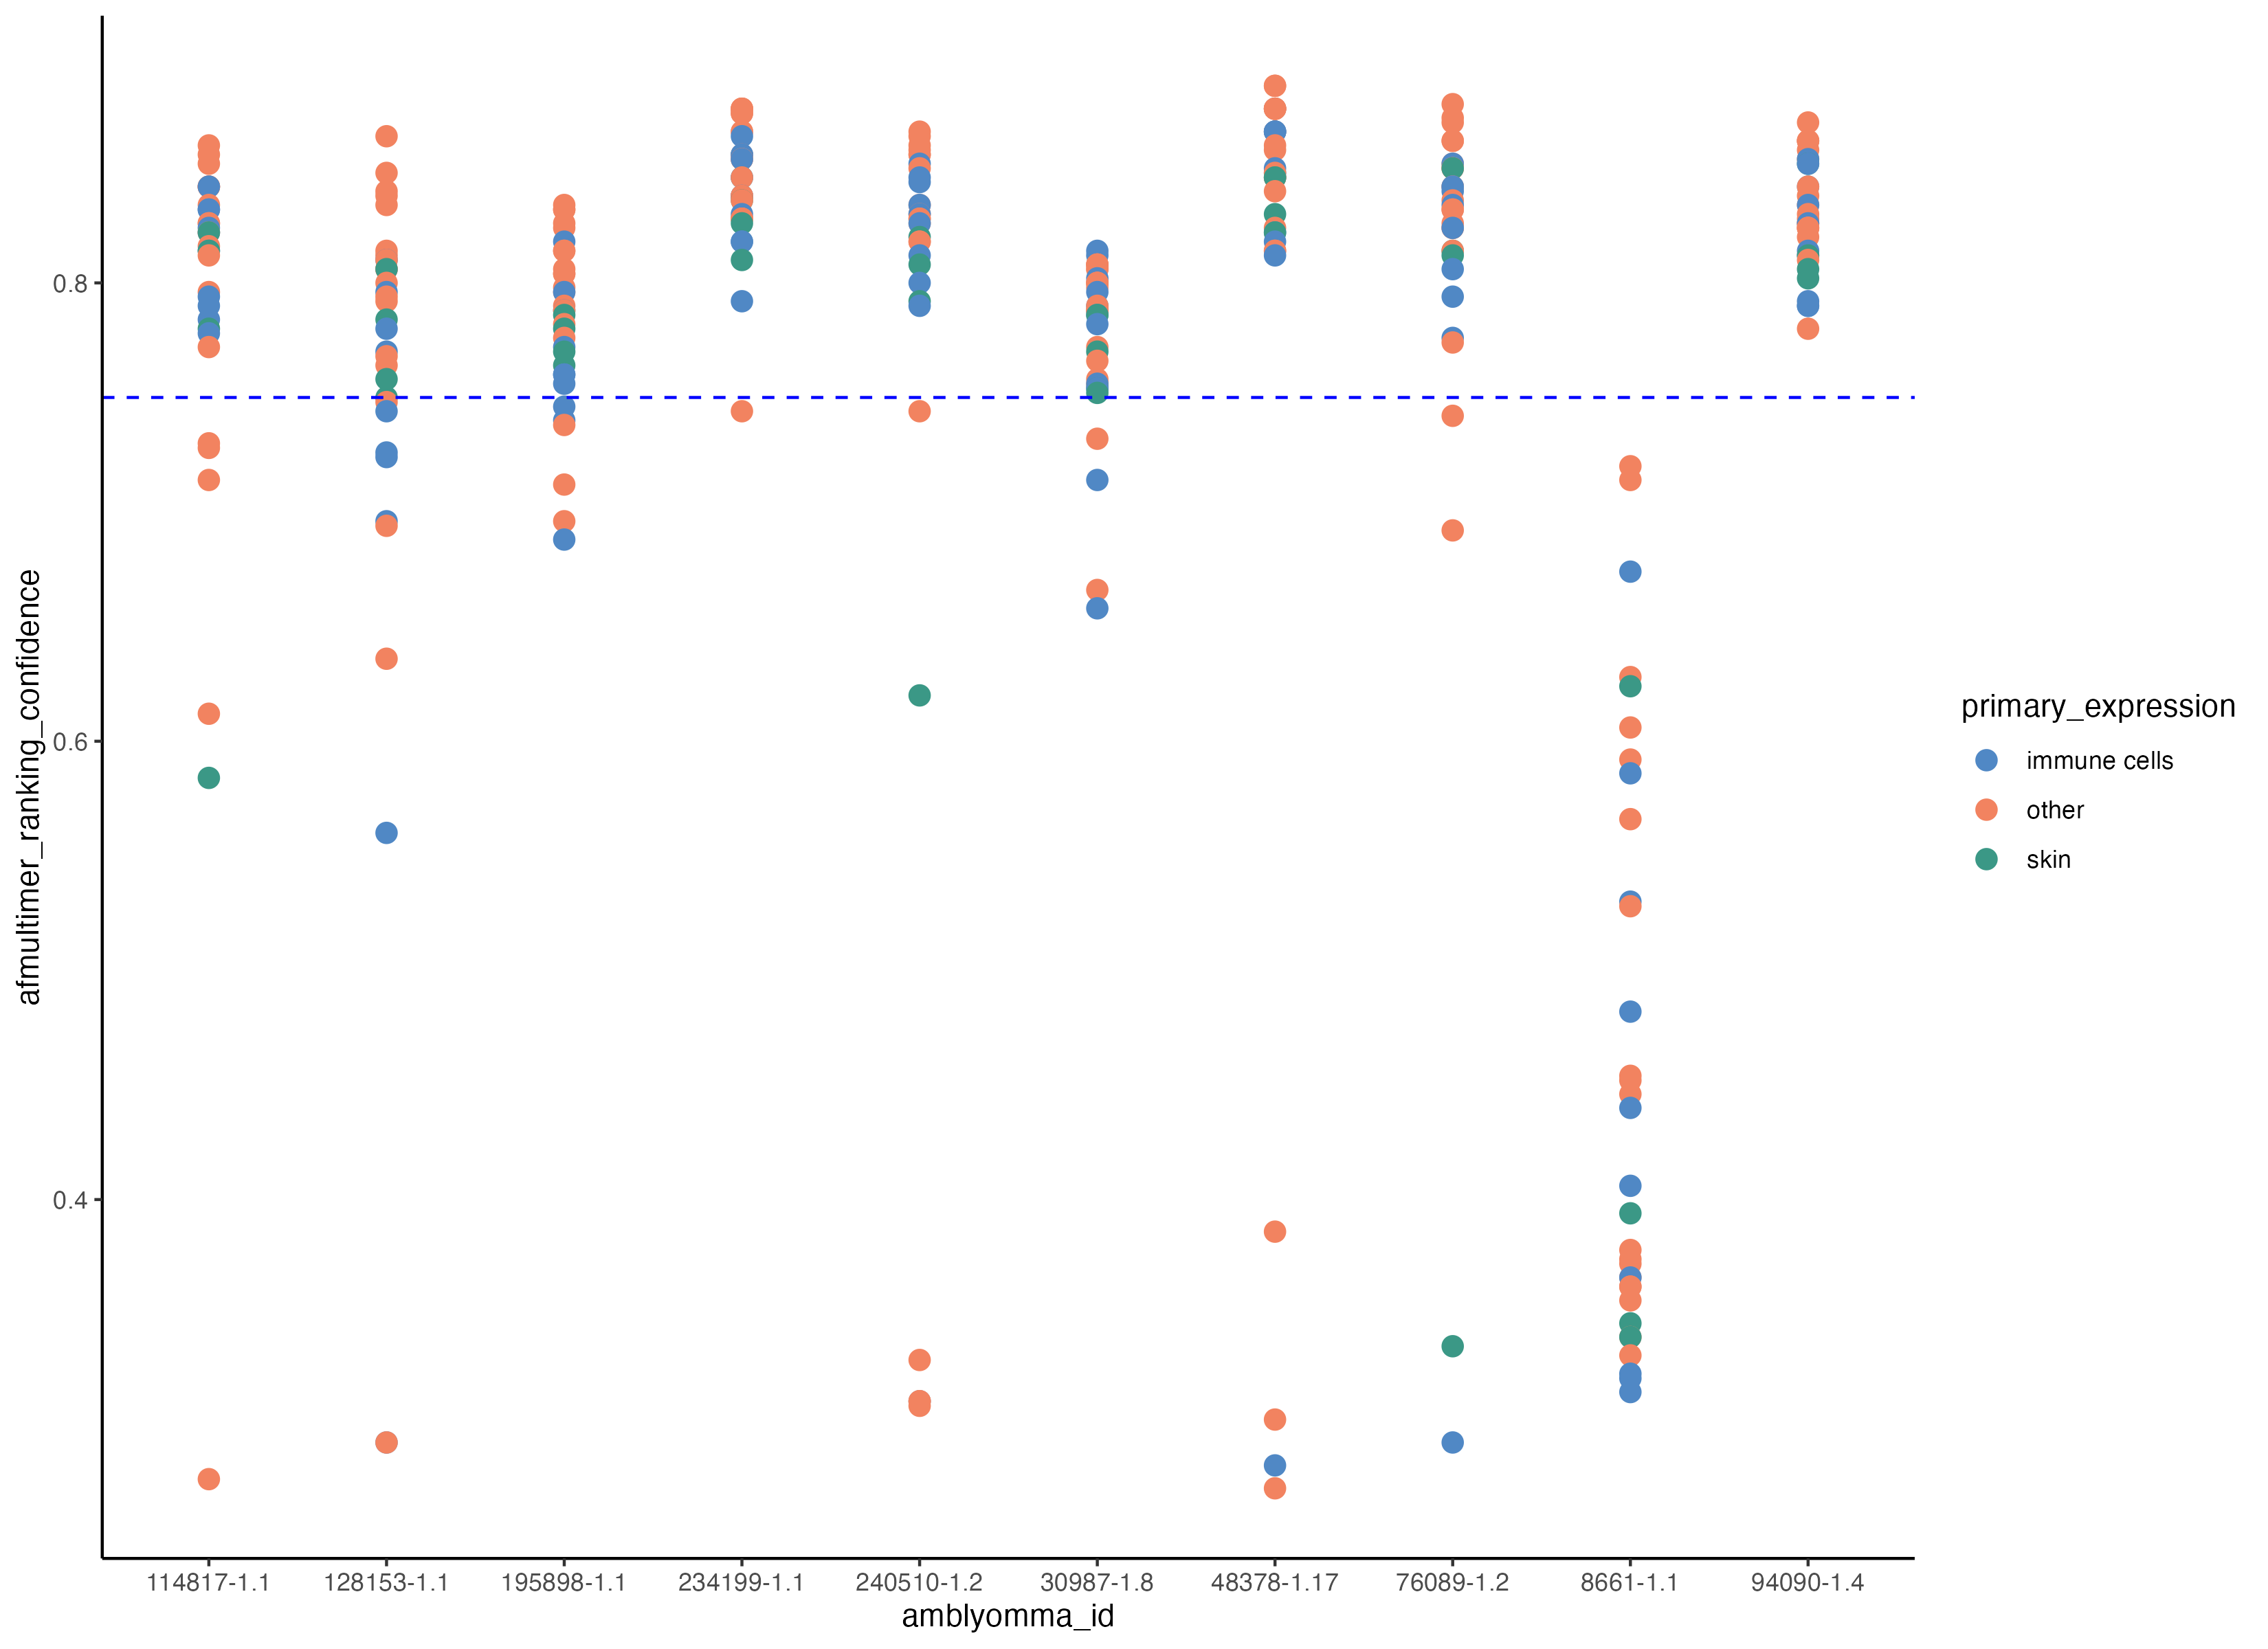 afmultimer_ranking_confidence
0.8
0.6
0.4
114817-1.1 128153-1.1 195898-1.1 234199-1.1 240510-1.2 30987-1.8 48378-1.17 76089-1.2 8661-1.1 94090-1.4
amblyomma_id
primary_expression
immune cells
other
skin